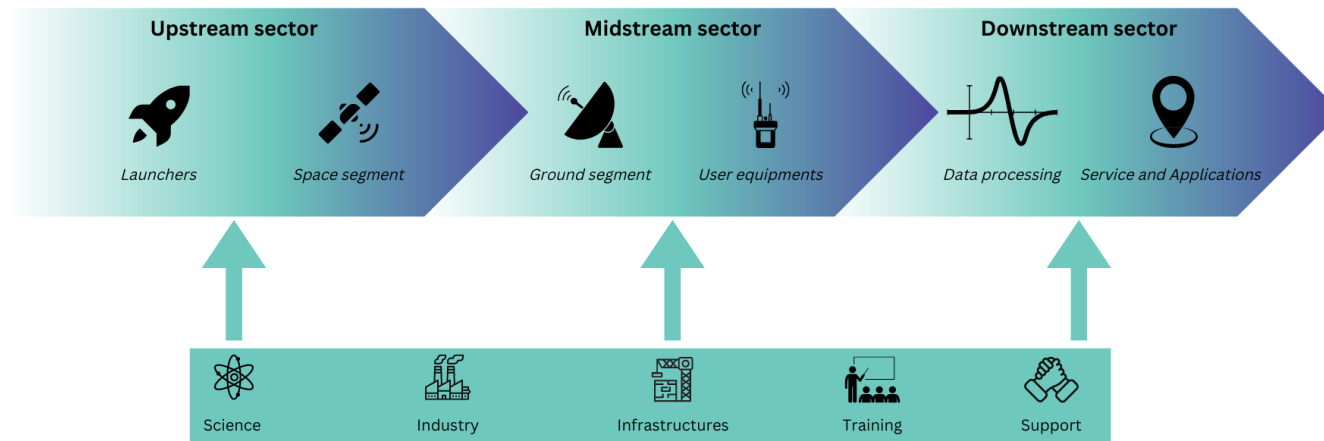 Upstream sector
Midstream sector
Downstream sector
Launchers
Space segment
Ground segment
User equipments
Data processing
Service and Applications
Science
Industry
Infrastructures
Training
Support